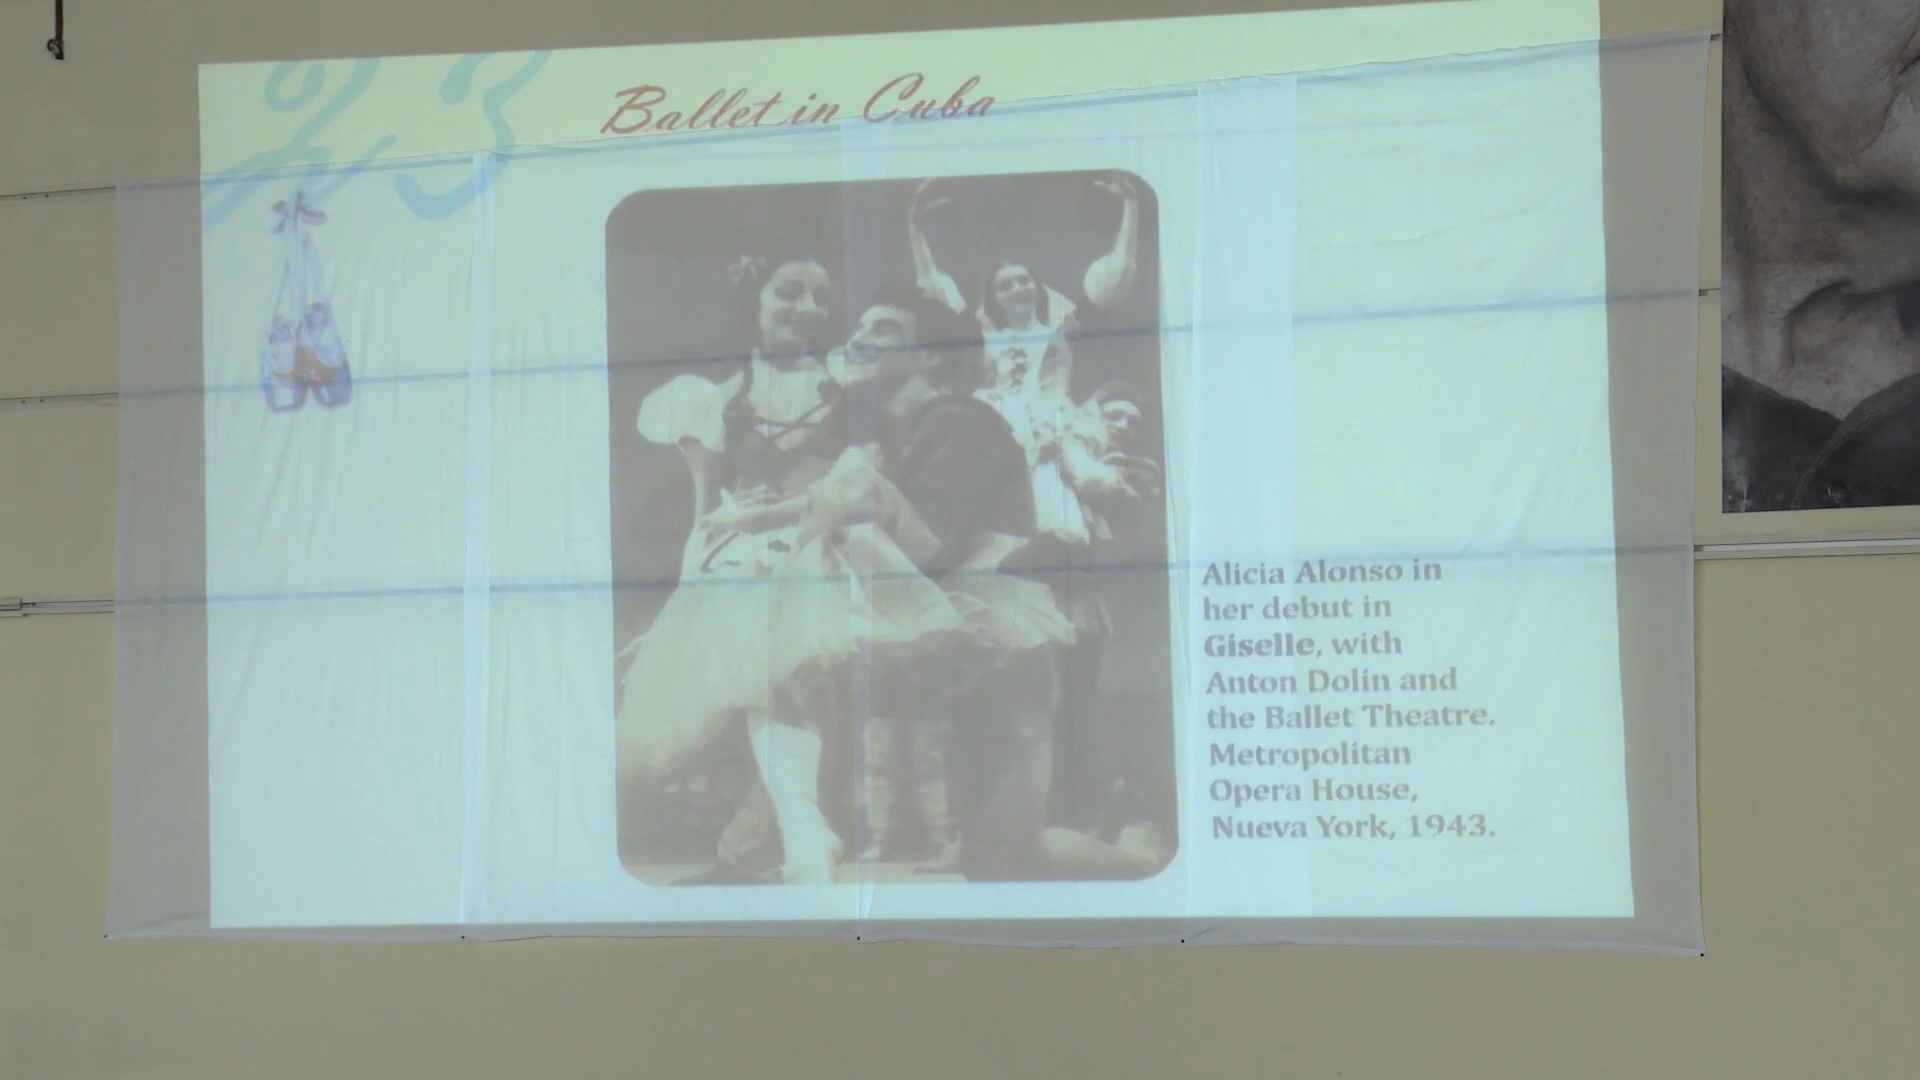 23
Ballet in Cuba
Alicia Alonso in
her debut in
Giselle, with
Anton Dolin and
the Ballet Theatre.
Metropolitan
Opera House,
Nueva York, 1943.